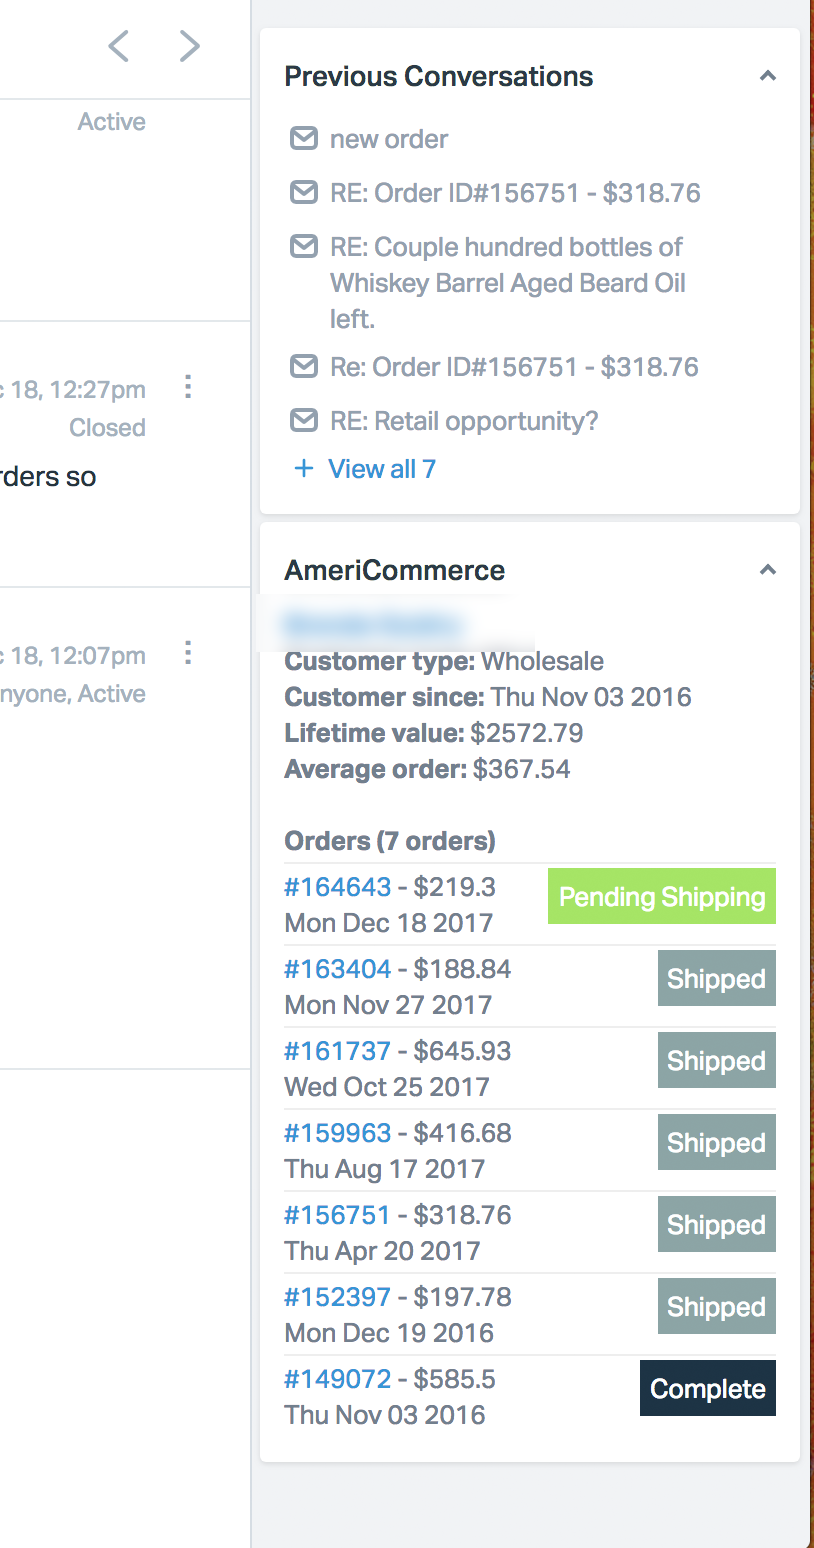 Active
18, 12:27pm
Closed
rders so
18, 12:07pm
nyone, Active
Previous Conversations
new order
RE: Order ID#156751 - $318.76
RE: Couple hundred bottles of
Whiskey Barrel Aged Beard Oil
left.
Re: Order ID#156751 - $318.76
RE: Retail opportunity?
+ View all 7
AmeriCommerce
Customer type: Wholesale
Customer since: Thu Nov 03 2016
Lifetime value: $2572.79
Average order: $367.54
Orders (7 orders)
#164643 - $219.3
Pending Shipping
Mon Dec 18 2017
#163404 - $188.84
Shipped
Mon Nov 27 2017
#161737 - $645.93
Shipped
Wed Oct 25 2017
#159963 - $416.68
Shipped
Thu Aug 17 2017
#156751 - $318.76
Shipped
Thu Apr 20 2017
#152397 - $197.78
Shipped
Mon Dec 19 2016
#149072 - $585.5
Complete
Thu Nov 03 2016